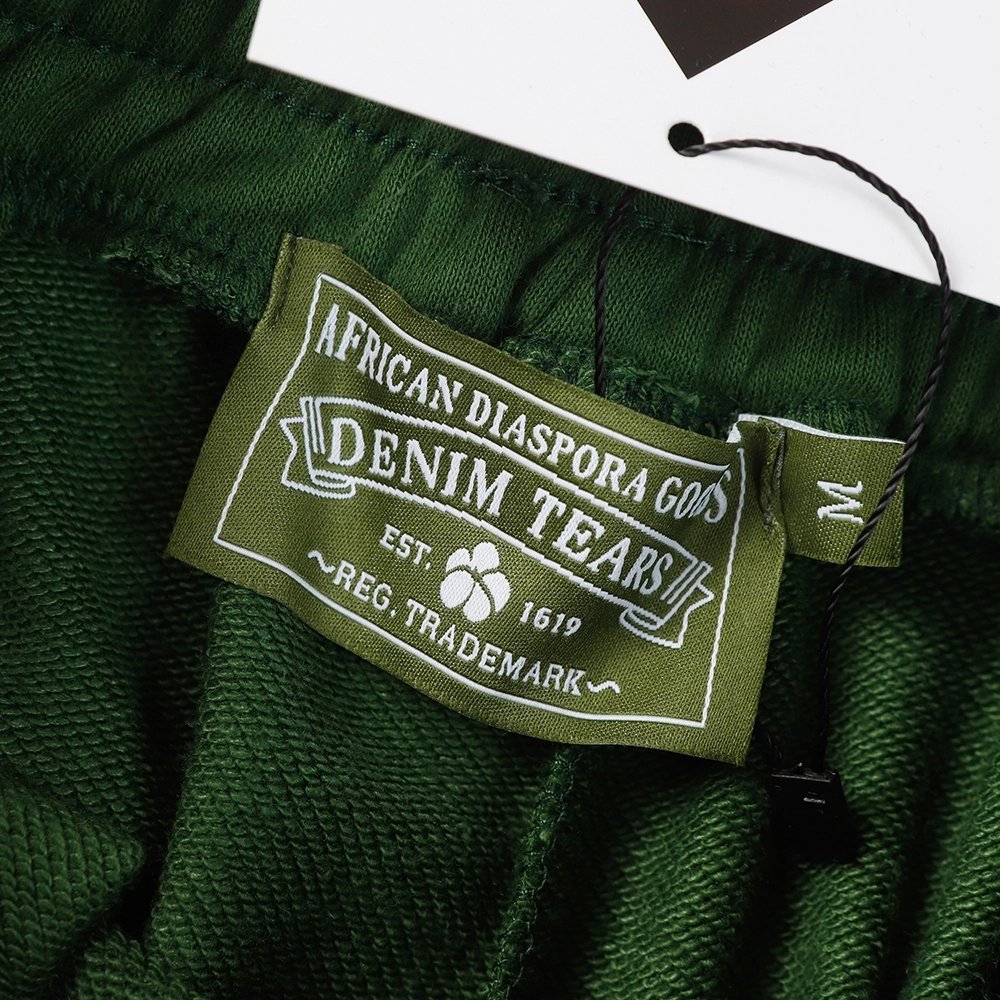 AFRICAN DIASPORA GOODS
DENIM TEARS
EST. 1619
~REG. TRADEMARK~
M